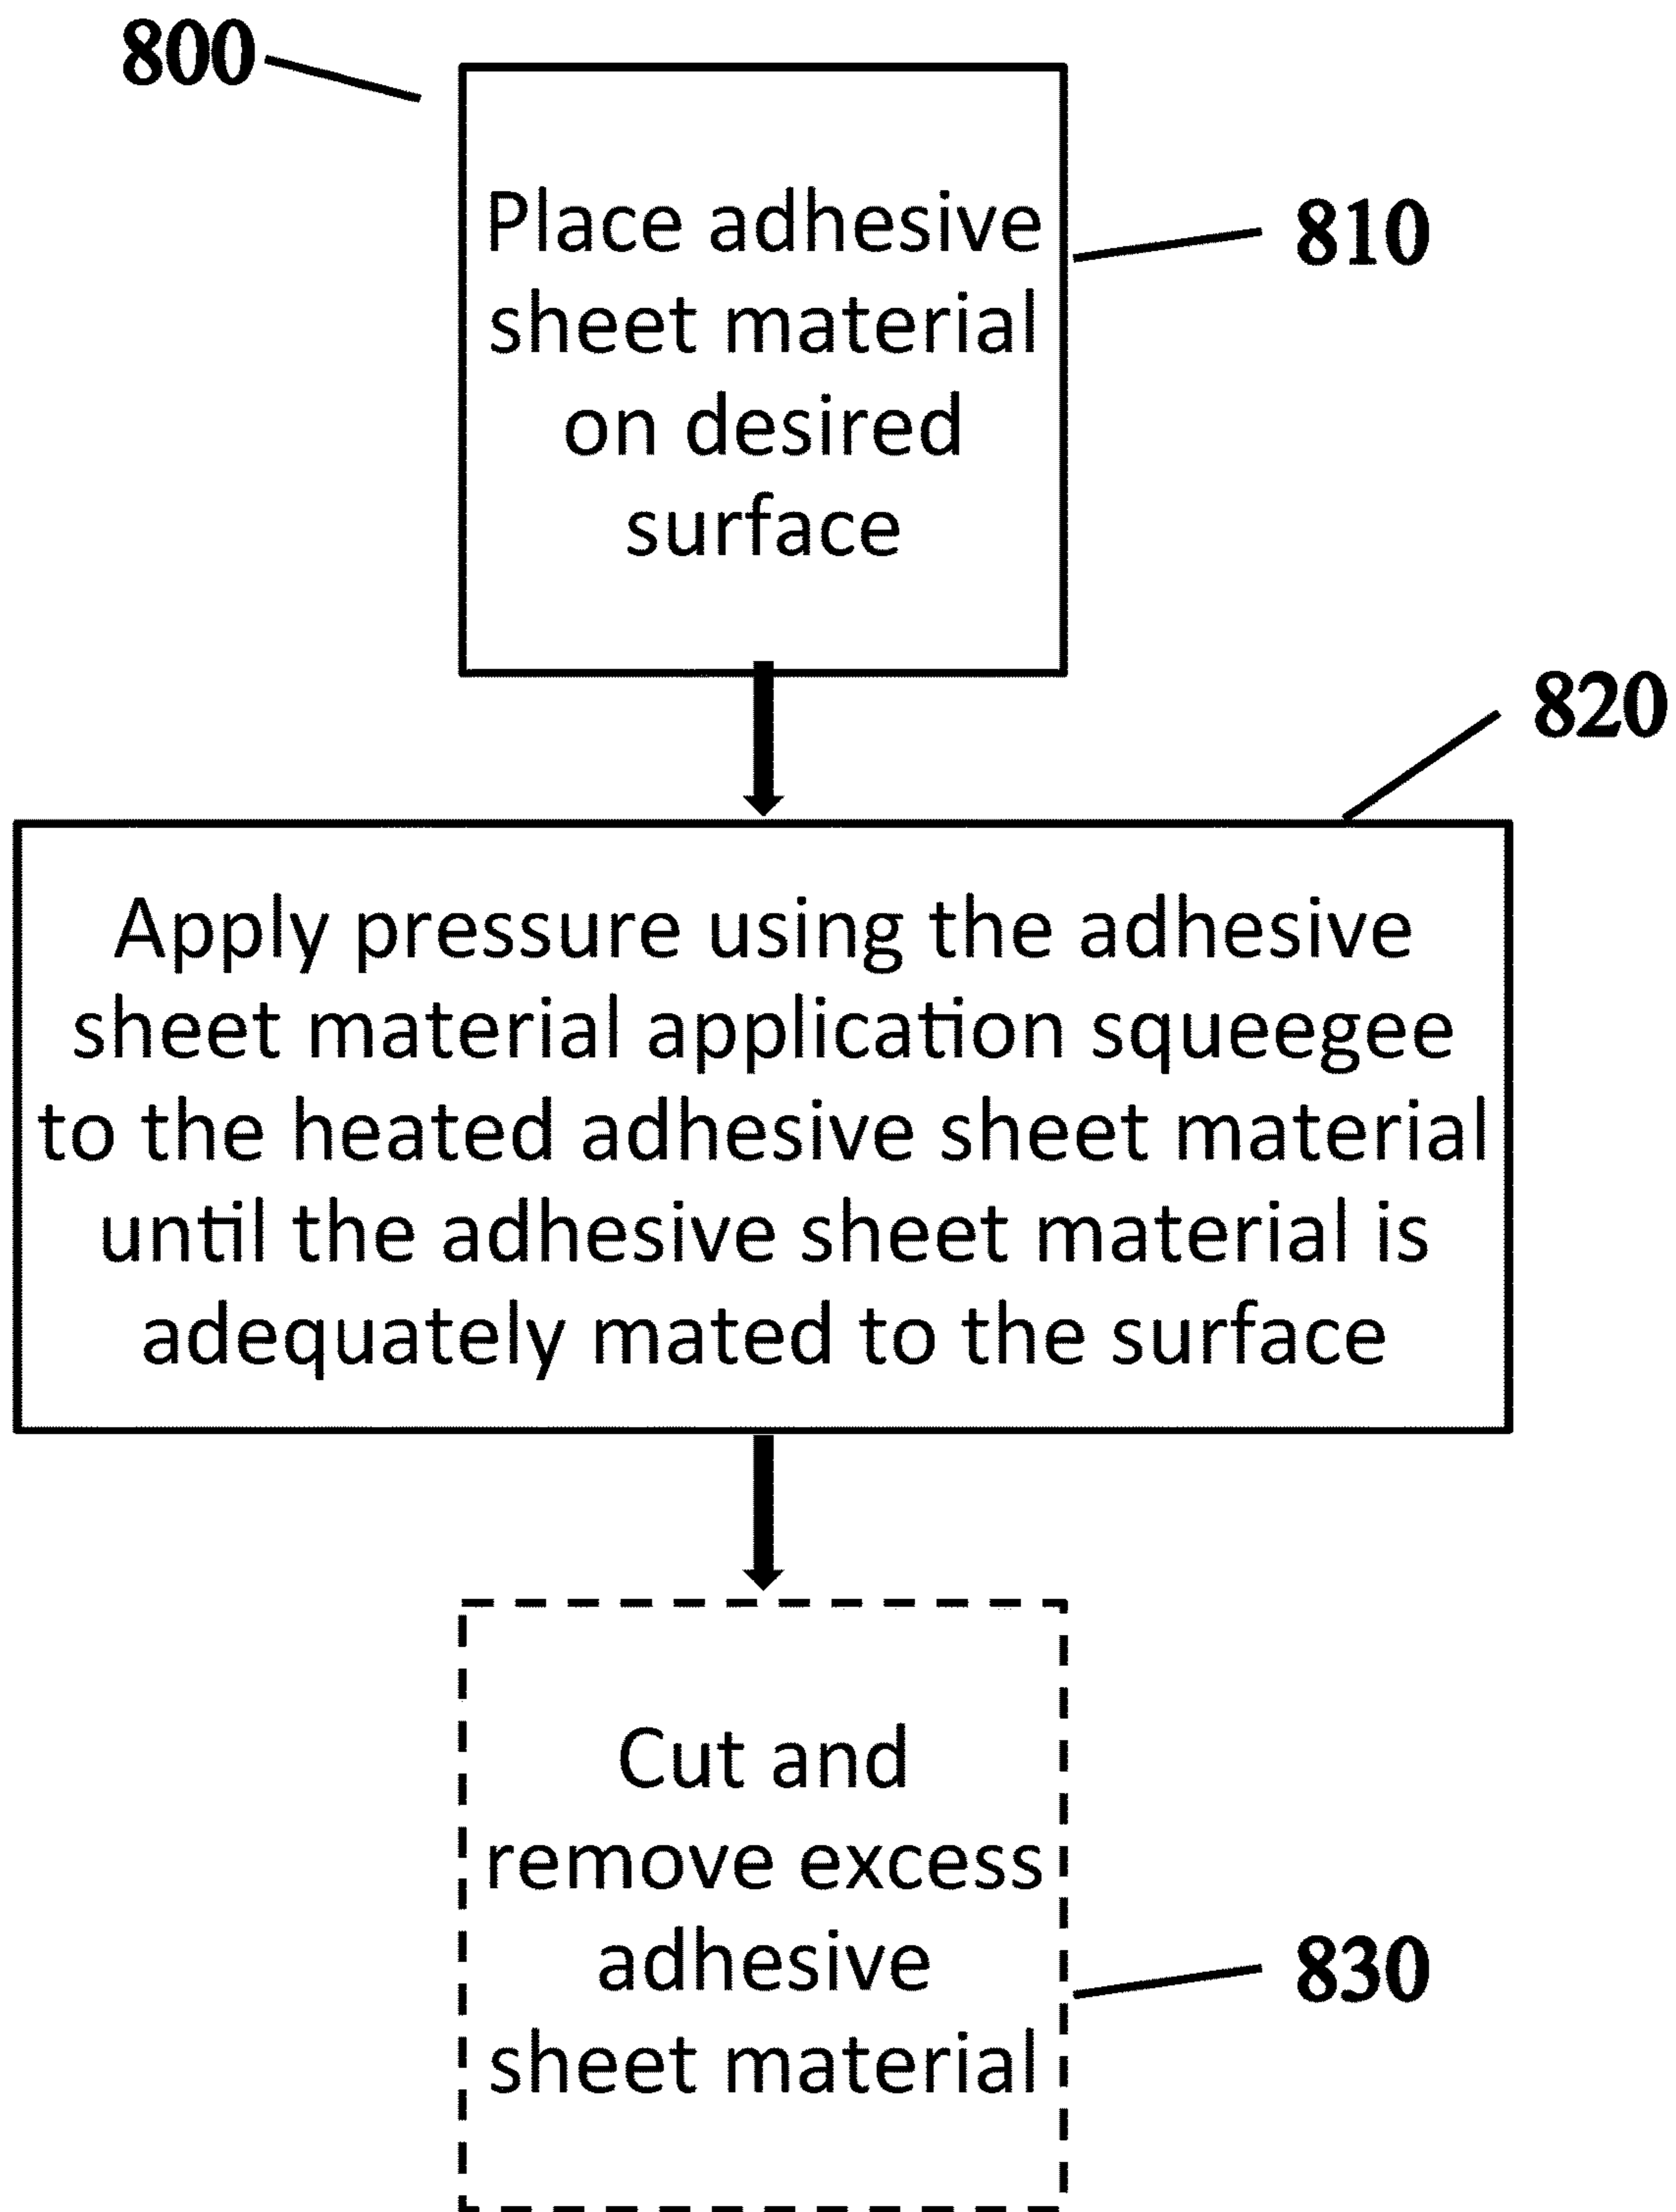 800
Place adhesive
sheet material
on desired
surface
810
820
Apply pressure using the adhesive
sheet material application squeegee
to the heated adhesive sheet material
until the adhesive sheet material is
adequately mated to the surface
Cut and
remove excess
adhesive
sheet material
830